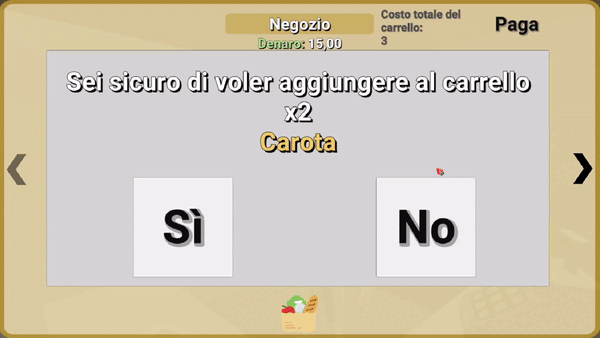 Negozio
Denaro: 15,00
Costo totale del
carrello:
3
Paga
Sei sicuro di voler aggiungere al carrello
x2
Carota
Sì
No